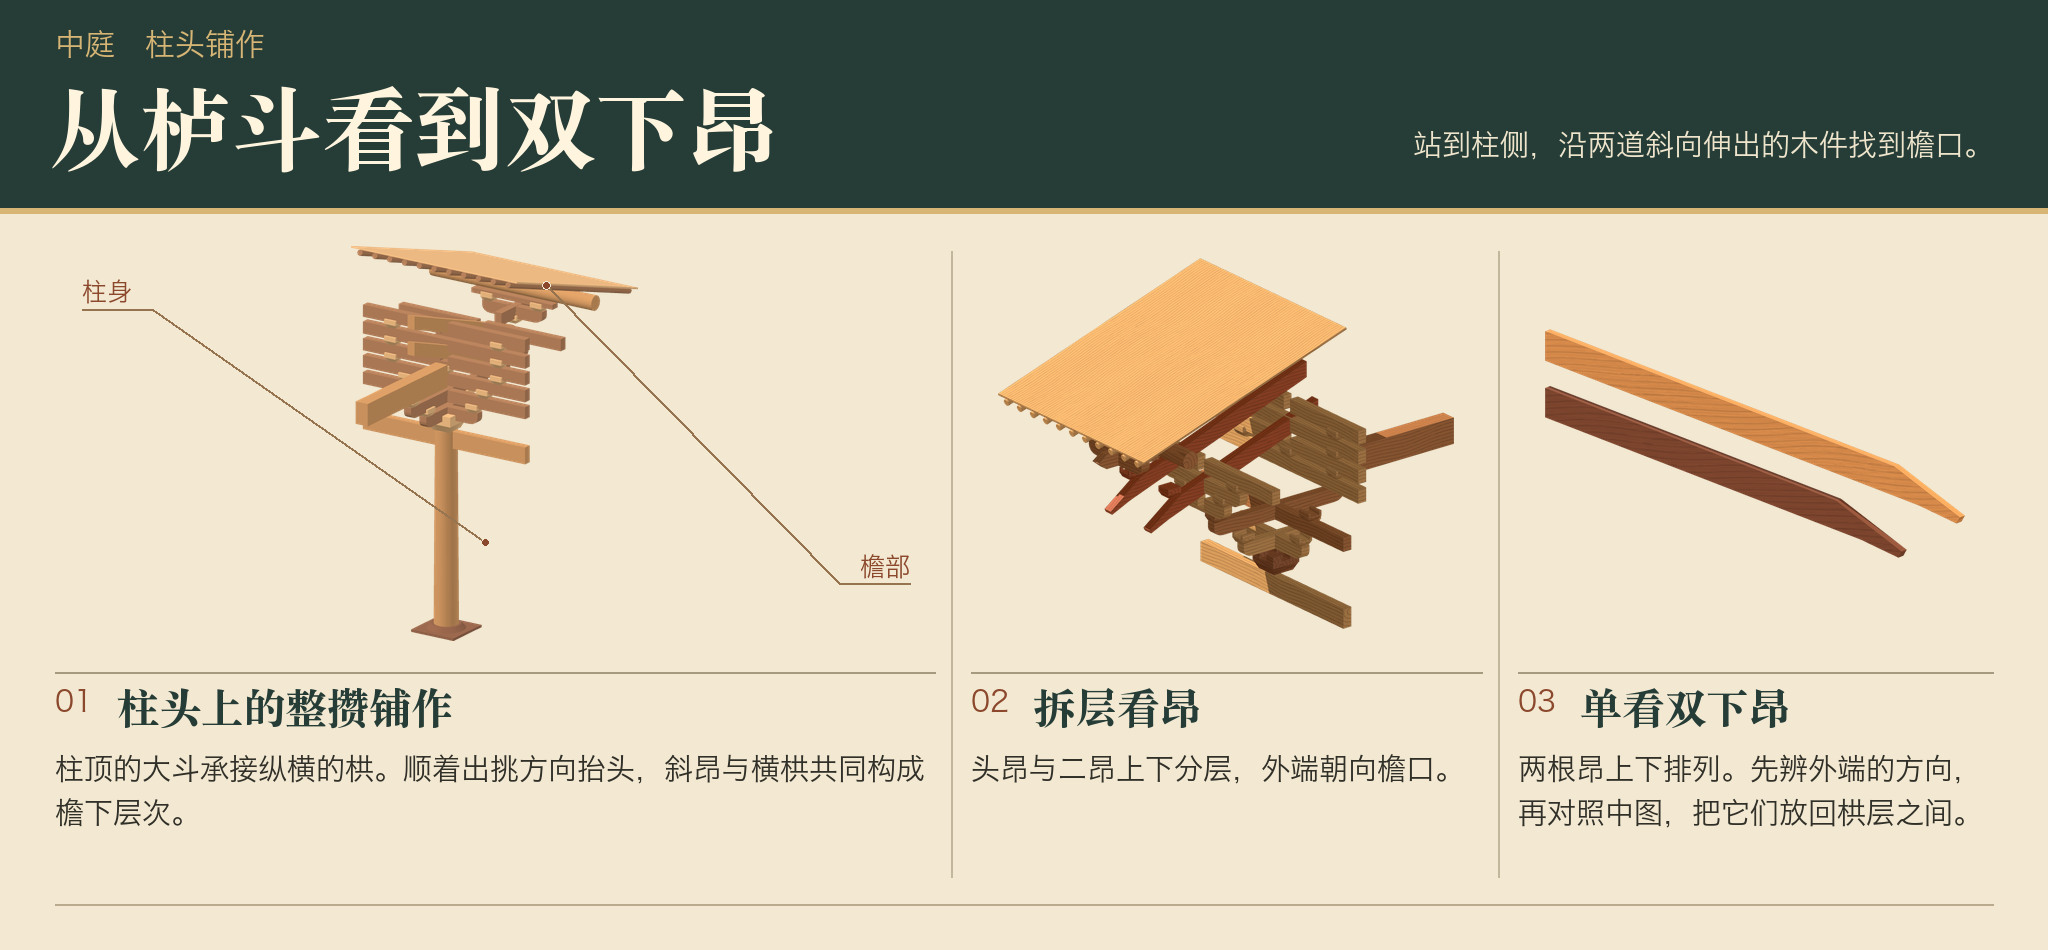 中庭　柱头铺作
从栌斗看到双下昂
站到柱侧，沿两道斜向伸出的木件找到檐口。
柱身
檐部
01 柱头上的整攒铺作
柱顶的大斗承接纵横的栱。顺着出挑方向抬头，斜昂与横栱共同构成
檐下层次。
02 拆层看昂
头昂与二昂上下分层，外端朝向檐口。
03 单看双下昂
两根昂上下排列。先辨外端的方向，
再对照中图，把它们放回栱层之间。